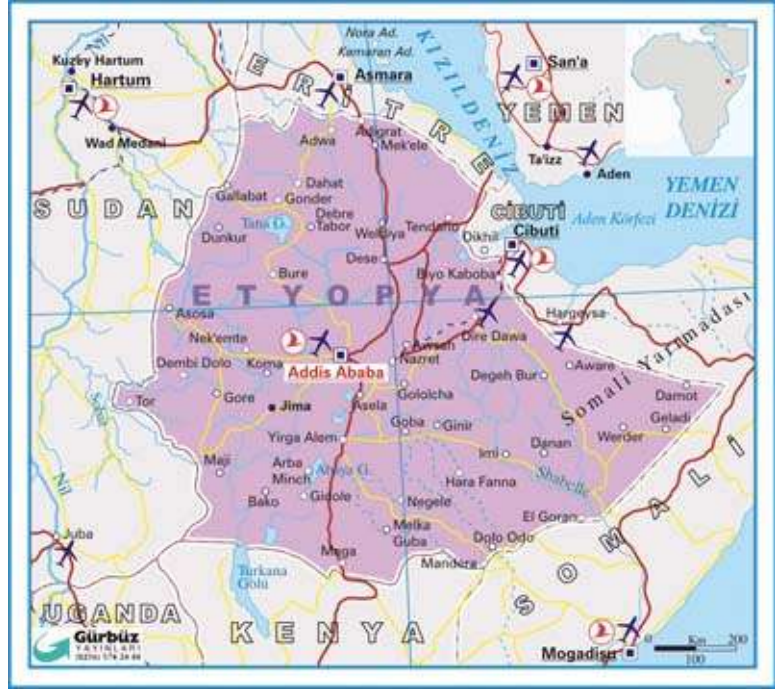 Nora Ad.
Kamaran Ad.
Kuzey Hartum
Hartum
Nil
Asmara
ERİTRE
KIZILDENİZ
San'a
YEMEN
Wad Medani
Adwa
Adigrat
Mek'ele
Ta'izz
Aden
YEMEN
DENİZİ
SUDAN
Gallabat
Dahat
Gonder
Debre
Tabor
Tana G.
Dunkur
Weldiya
Tendaho
CİBUTİ
Aden Körfezi
Dikhil
Cibuti
Dese
Bure
Biyo Kaboba
ETYOPYA
Asosa
Hargeysa
Nek'emte
Dire Dawa
Somali Yarımadası
Dembi Dolo
Koma
Addis Ababa
Nazret
Aware
Degeh Bur
Damot
Tor
Gore
Jima
Asela
Gololcha
Goba
Ginir
Geladi
Werder
Yirga Alem
Imi
Danan
Maji
Arba
Minch
Abaya G.
Hara Fanna
Shabelle
Bako
Gidole
Negele
El Goran
Nil
Juba
Melka
Guba
Dolo Odo
Mega
Mandera
Turkana
Gölü
SOMALİ
UGANDA
KENYA
Gürbüz
YAYINLARI
Mogadişu
0 Km 200
100